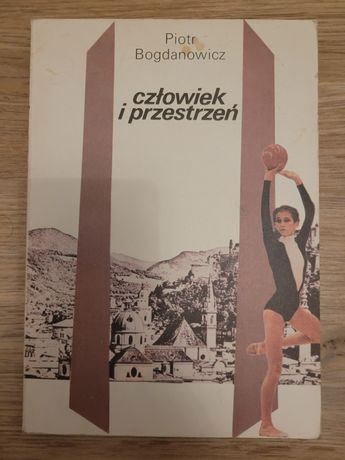 Piotr
Bogdanowicz
człowiek
i przestrzeń